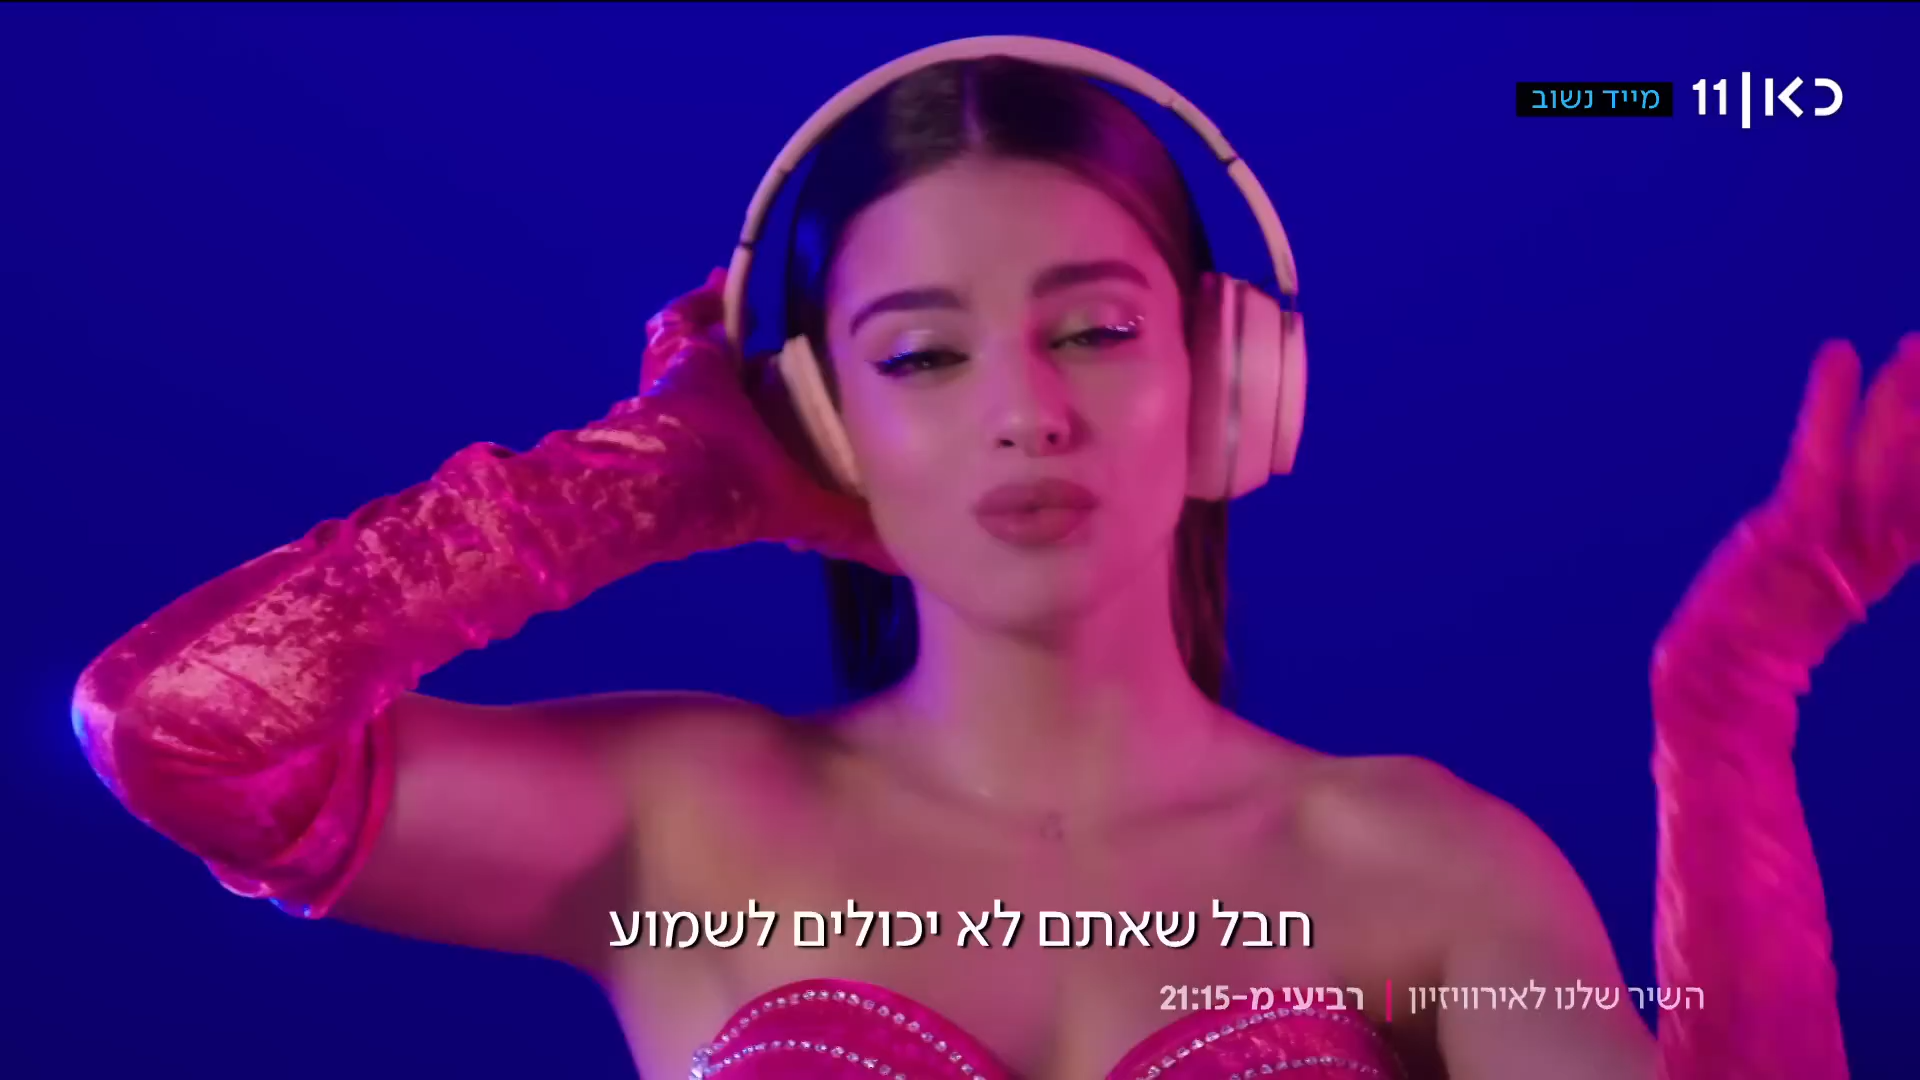 כאן 11
מייד נשוב
חבל שאתם לא יכולים לשמוע
השיר שלנו לאירוויזיון | רביעי מ-21:15